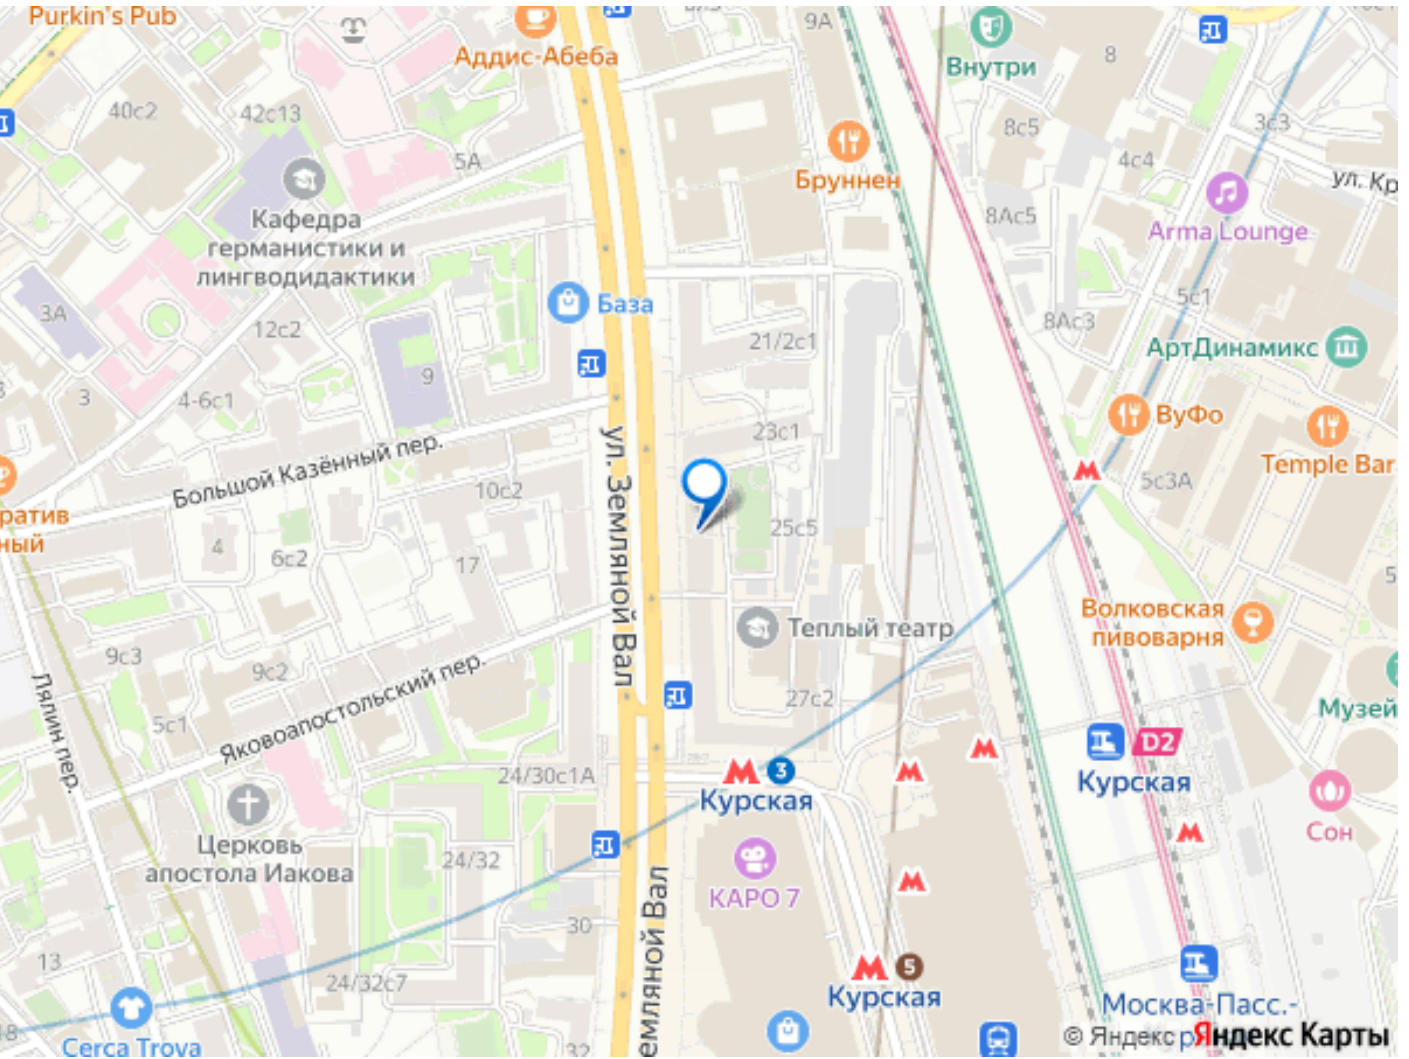 Purkin's Pub
Аддис-Абеба
9А
Внутри
8
40с2
42с13
5А
8с5
3с3
4с4
ул. Кр
Бруннен
Кафедра
германистики и
лингводидактики
8Ас5
Arma Lounge
База
3А
12с2
5с1
8Ас3
21/2с1
АртДинамикс
9
3
4-6с1
ВуФо
23с1
Большой Казённый пер.
ул. Земляной Вал
Temple Bar
5с3А
10с2
ратив
ный
4
6с2
17
25с5
5
Волковская
пивоварня
Теплый театр
9с3
9с2
Лялин пер.
Яковоапостольский пер.
5с1
27с2
Музей
D2
Курская
24/30с1А
3
Курская
Сон
Церковь
апостола Иакова
24/32
КАРО 7
30
емляной Вал
13
24/32с7
5
Курская
Москва-Пасс.-
Cerca Trova
32
© Яндекс
Яндекс Карты